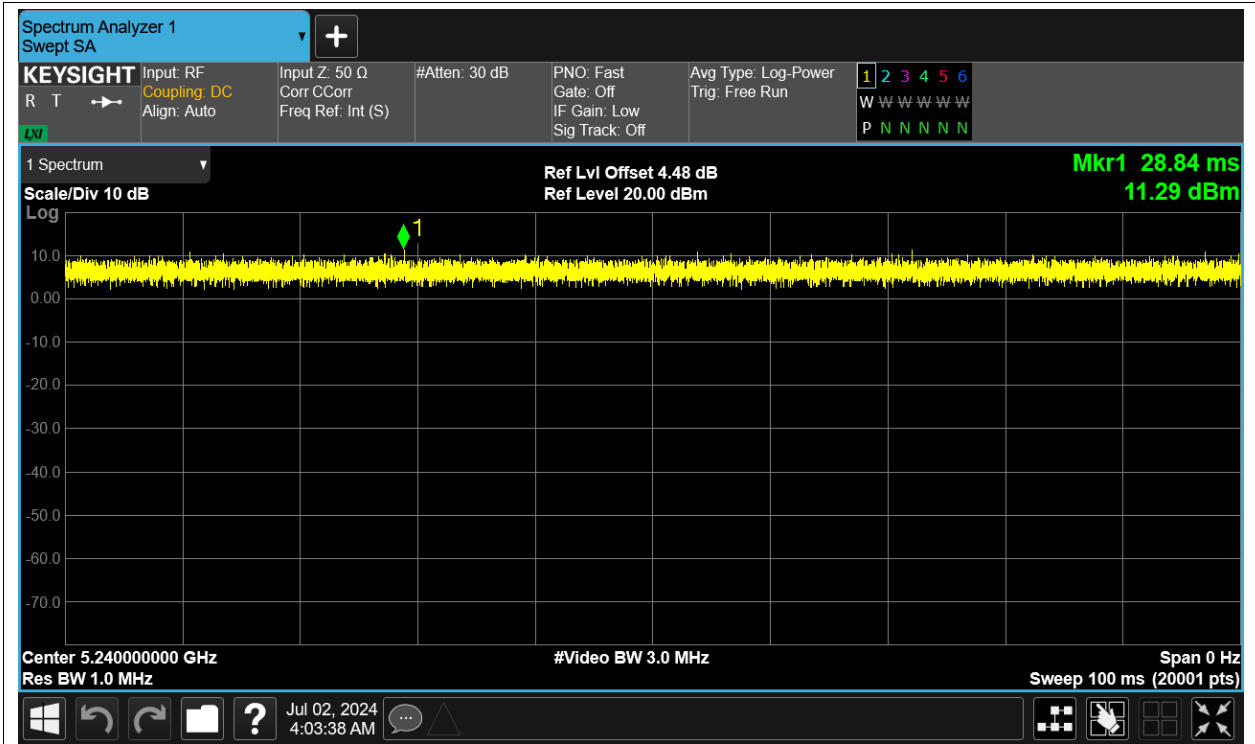 Spectrum Analyzer 1
Swept SA
KEYSIGHT
R T
LXI
Input: RF
Coupling: DC
Align: Auto
Input Z: 50 Ω
Corr CCorr
Freq Ref: Int (S)
#Atten: 30 dB
PNO: Fast
Gate: Off
IF Gain: Low
Sig Track: Off
Avg Type: Log-Power
Trig: Free Run
1 2 3 4 5 6
W W W W W W
P N N N N N
1 Spectrum
Scale/Div 10 dB
Ref Lvl Offset 4.48 dB
Ref Level 20.00 dBm
Mkr1 28.84 ms
11.29 dBm
Log
1
10.0
0.00
-10.0
-20.0
-30.0
-40.0
-50.0
-60.0
-70.0
Center 5.240000000 GHz
Res BW 1.0 MHz
#Video BW 3.0 MHz
Span 0 Hz
Sweep 100 ms (20001 pts)
?
Jul 02, 2024
4:03:38 AM